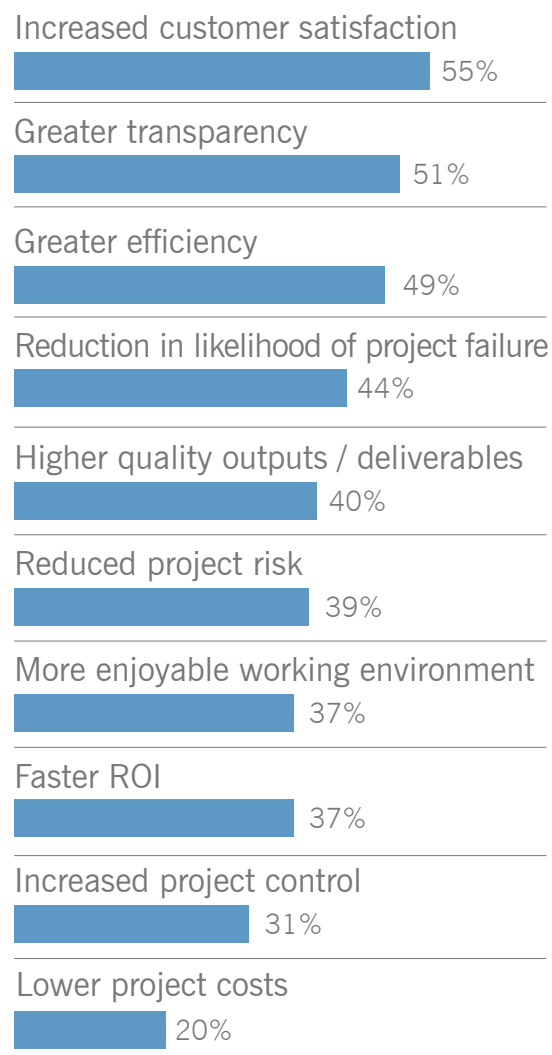 Increased customer satisfaction
55%
Greater transparency
51%
Greater efficiency
49%
Reduction in likelihood of project failure
44%
Higher quality outputs / deliverables
40%
Reduced project risk
39%
More enjoyable working environment
37%
Faster ROI
37%
Increased project control
31%
Lower project costs
20%